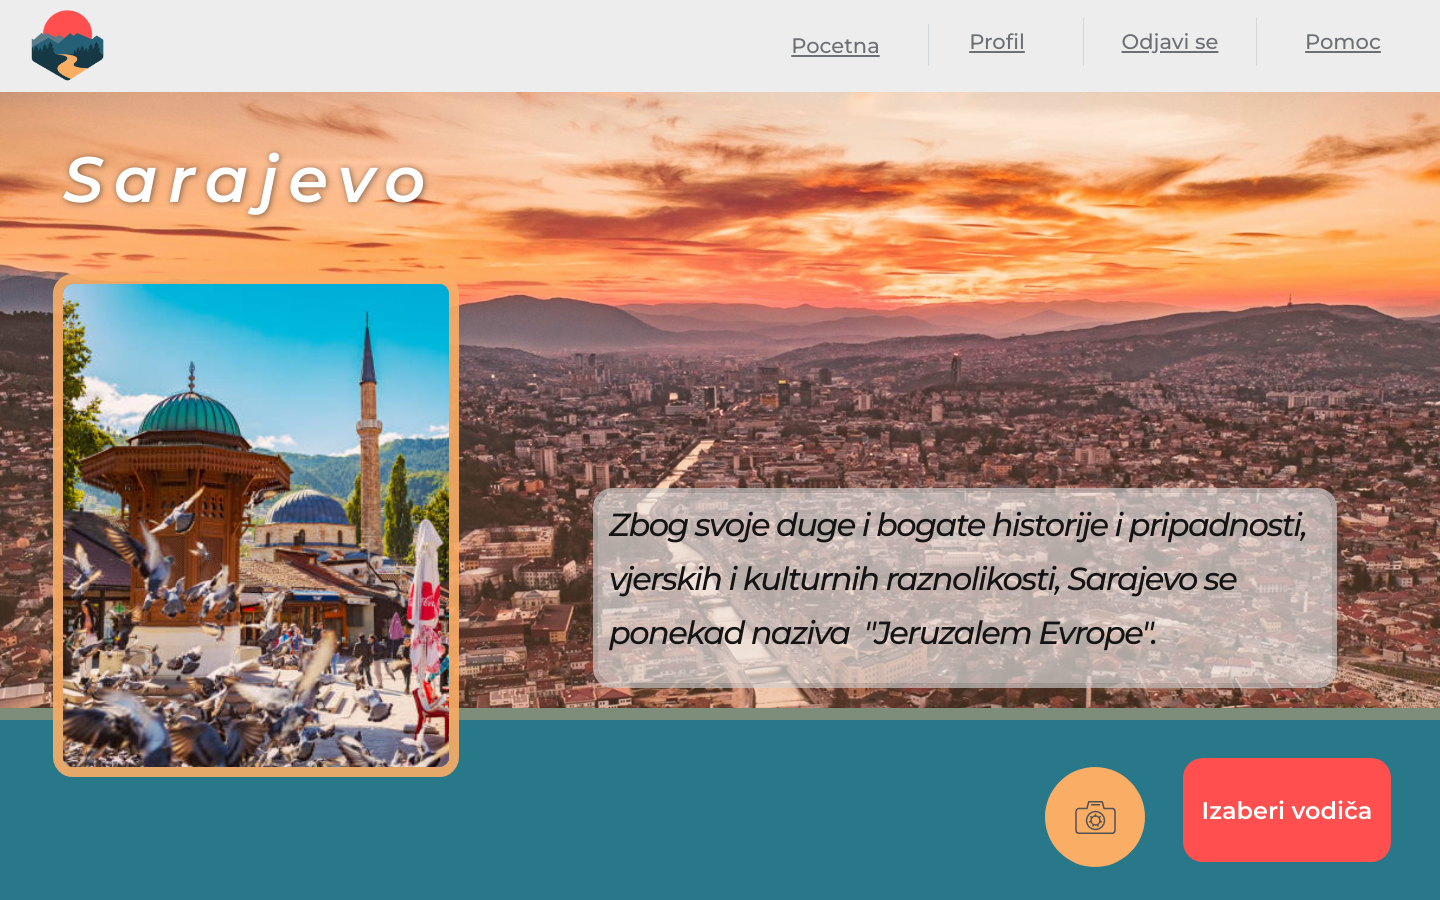 Pocetna
Profil
Odjavi se
Pomoc
Sarajevo
Zbog svoje duge i bogate historije i pripadnosti,
vjerskih i kulturnih raznolikosti, Sarajevo se
ponekad naziva "Jeruzalem Evrope".
Izaberi vodiča